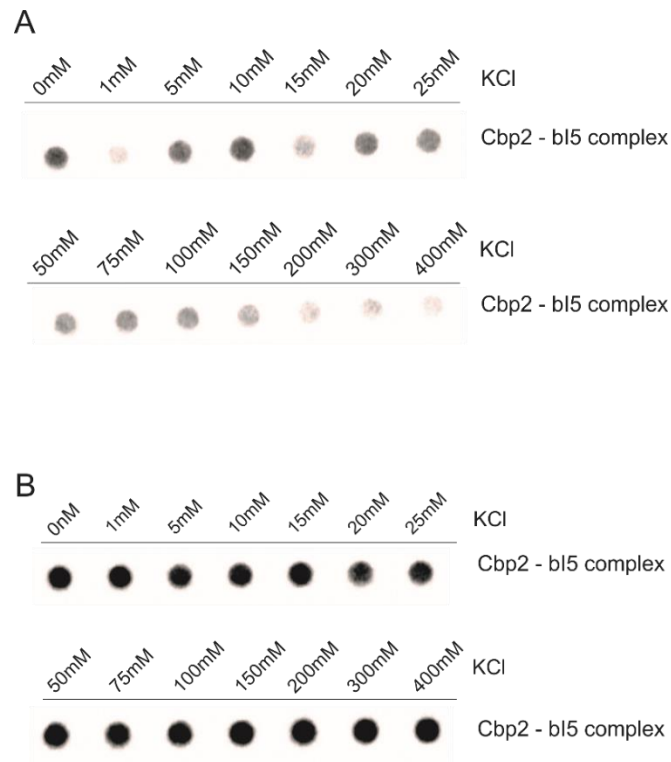 A
0mM 1mM 5mM 10mM 15mM 20mM 25mM KCl
Cbp2 - bI5 complex
50mM 75mM 100mM 150mM 200mM 300mM 400mM KCl
Cbp2 - bI5 complex
B
0nM 1mM 5mM 10mM 15mM 20mM 25mM KCl
Cbp2 - bI5 complex
50mM 75mM 100mM 150mM 200mM 300mM 400mM KCl
Cbp2 - bI5 complex